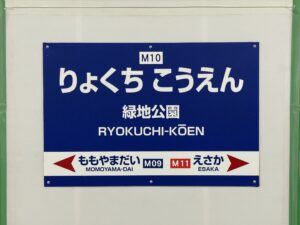 M10
りょくち こうえん
緑地公園
RYOKUCHI-KŌEN
ももやまだい M09 M11 えさか
MOMOYAMA-DAI ESAKA